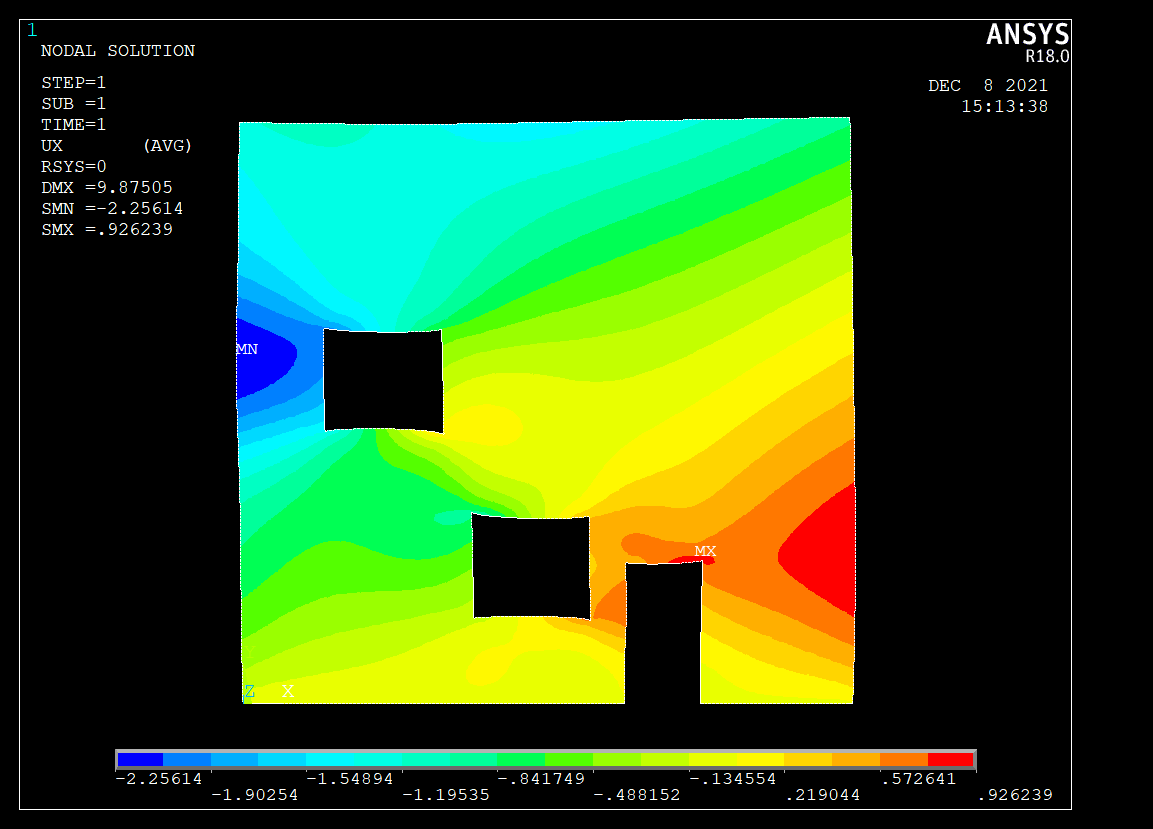 1
NODAL SOLUTION
STEP=1
SUB =1
TIME=1
UX (AVG)
RSYS=0
DMX =9.87505
SMN =-2.25614
SMX =.926239
ANSYS
R18.0
DEC 8 2021
15:13:38
MN
MX
Z X
-2.25614 -1.54894 -.841749 -.134554 .572641
-1.90254 -1.19535 -.488152 .219044 .926239